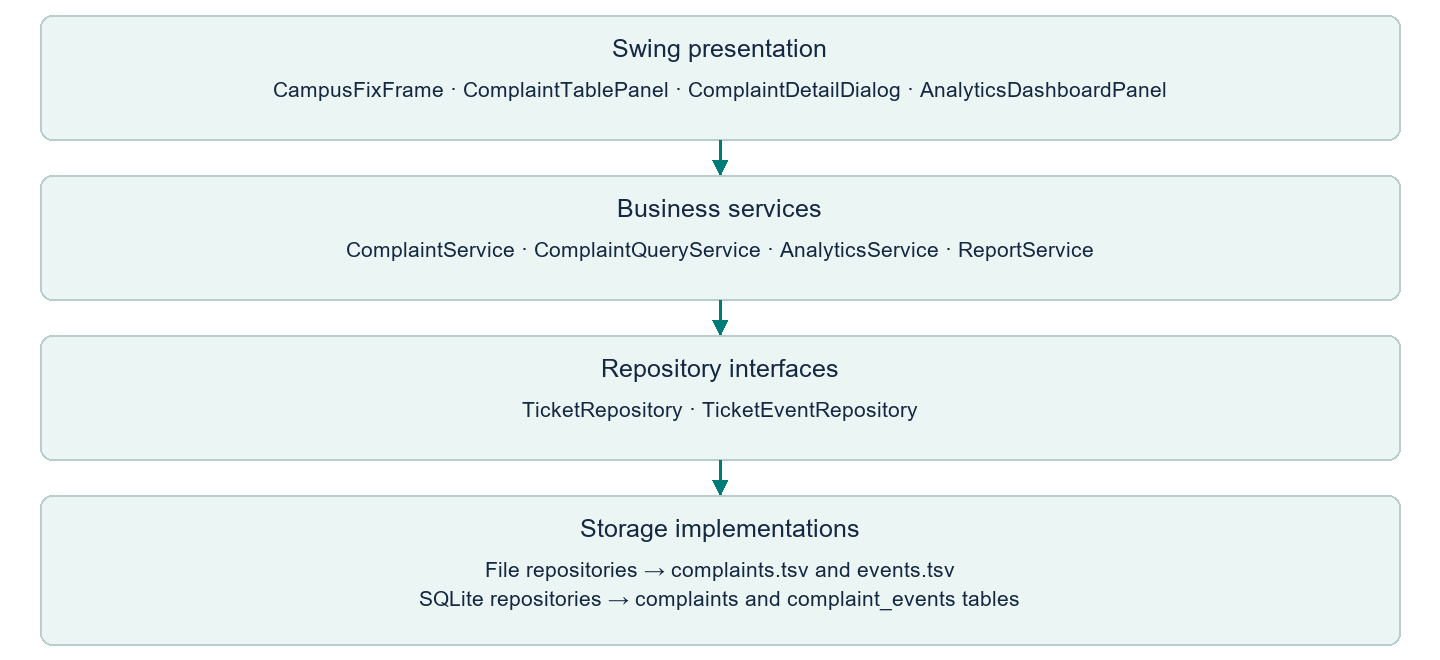 Swing presentation
CampusFixFrame · ComplaintTablePanel · ComplaintDetailDialog · AnalyticsDashboardPanel
Business services
ComplaintService · ComplaintQueryService · AnalyticsService · ReportService
Repository interfaces
TicketRepository · TicketEventRepository
Storage implementations
File repositories → complaints.tsv and events.tsv
SQLite repositories → complaints and complaint_events tables